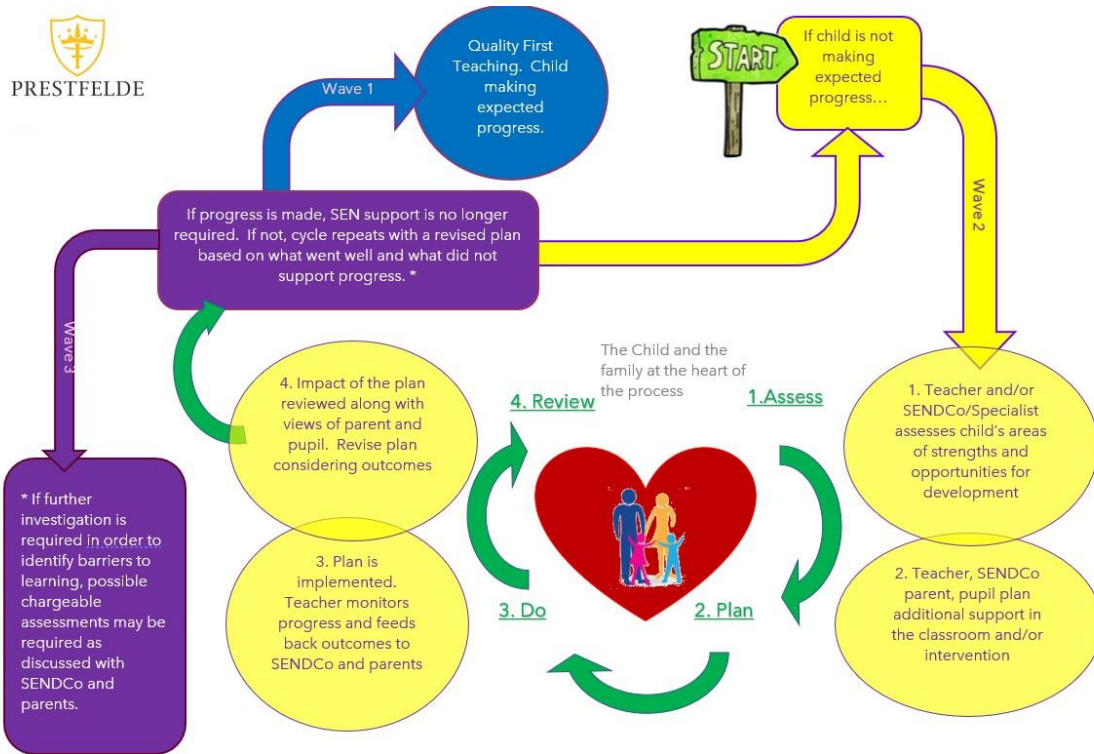 PRESTFELDE
Wave 1
Quality First
Teaching. Child
making
expected
progress.
START
If child is not
making
expected
progress...
Wave 2
If progress is made, SEN support is no longer
required. If not, cycle repeats with a revised plan
based on what went well and what did not
support progress. *
Wave 3
* If further
investigation is
required in order to
identify barriers to
learning, possible
chargeable
assessments may be
required as
discussed with
SENDCo and
parents.
4. Impact of the plan
reviewed along with
views of parent and
pupil. Revise plan
considering outcomes
3. Plan is
implemented.
Teacher monitors
progress and feeds
back outcomes to
SENDCo and parents
The Child and the
family at the heart of
the process
4. Review
1.Assess
3. Do
2. Plan
1. Teacher and/or
SENDCo/Specialist
assesses child's areas
of strengths and
opportunities for
development
2. Teacher, SENDCo
parent, pupil plan
additional support in
the classroom and/or
intervention